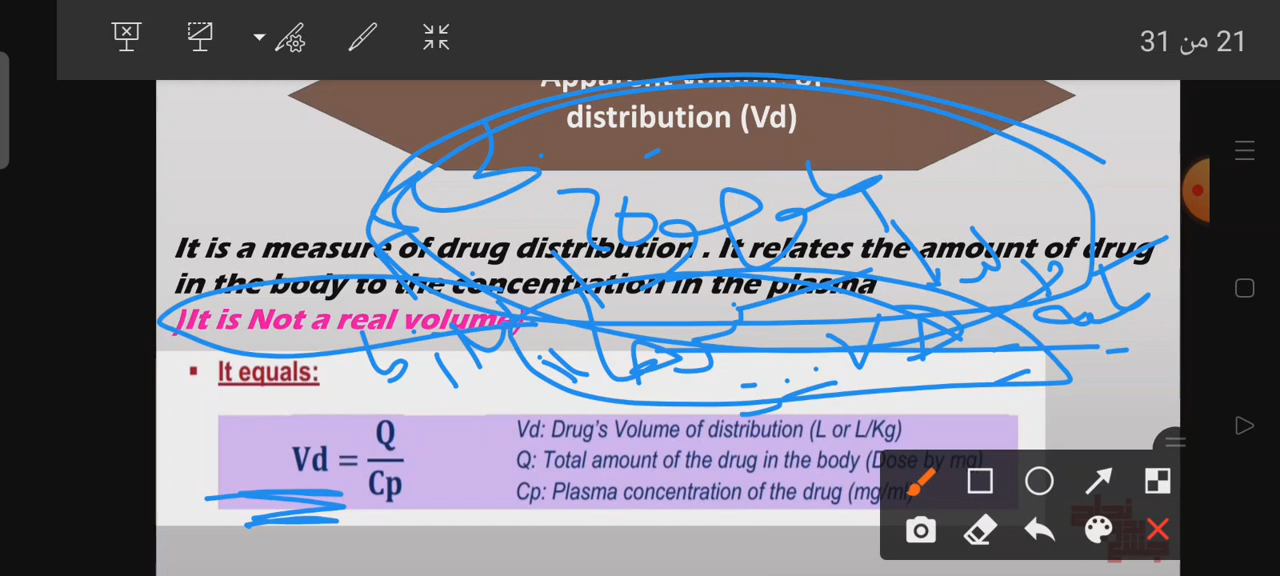 21 من 31
Apparent Volume of
distribution (Vd)
It is a measure of drug distribution . It relates the amount of drug
in the body to the concentration in the plasma
)It is Not a real volume)
▪ It equals:
Vd = Q / Cp
Vd: Drug's Volume of distribution (L or L/Kg)
Q: Total amount of the drug in the body (Dose by mg)
Cp: Plasma concentration of the drug (mg/ml)